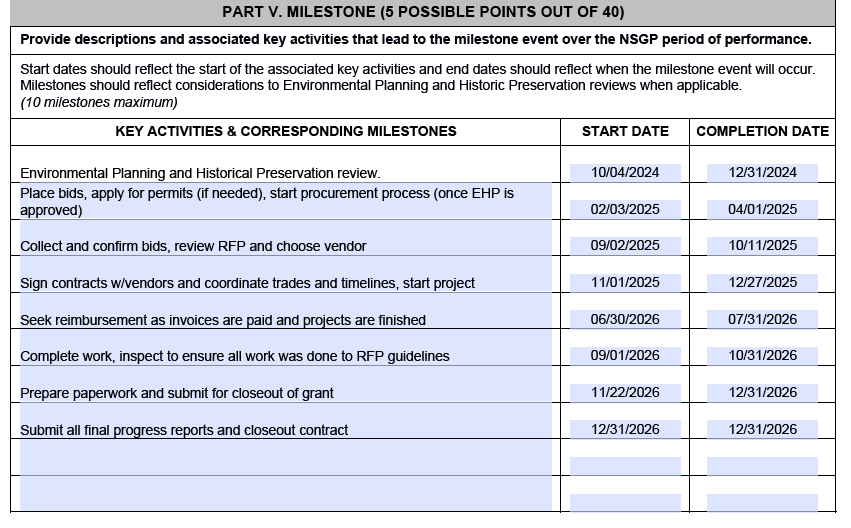 PART V. MILESTONE (5 POSSIBLE POINTS OUT OF 40)
Provide descriptions and associated key activities that lead to the milestone event over the NSGP period of performance.
Start dates should reflect the start of the associated key activities and end dates should reflect when the milestone event will occur.
Milestones should reflect considerations to Environmental Planning and Historic Preservation reviews when applicable.
(10 milestones maximum)
KEY ACTIVITIES & CORRESPONDING MILESTONES START DATE COMPLETION DATE
Environmental Planning and Historical Preservation review. 10/04/2024 12/31/2024
Place bids, apply for permits (if needed), start procurement process (once EHP is
approved) 02/03/2025 04/01/2025
Collect and confirm bids, review RFP and choose vendor 09/02/2025 10/11/2025
Sign contracts w/vendors and coordinate trades and timelines, start project 11/01/2025 12/27/2025
Seek reimbursement as invoices are paid and projects are finished 06/30/2026 07/31/2026
Complete work, inspect to ensure all work was done to RFP guidelines 09/01/2026 10/31/2026
Prepare paperwork and submit for closeout of grant 11/22/2026 12/31/2026
Submit all final progress reports and closeout contract 12/31/2026 12/31/2026